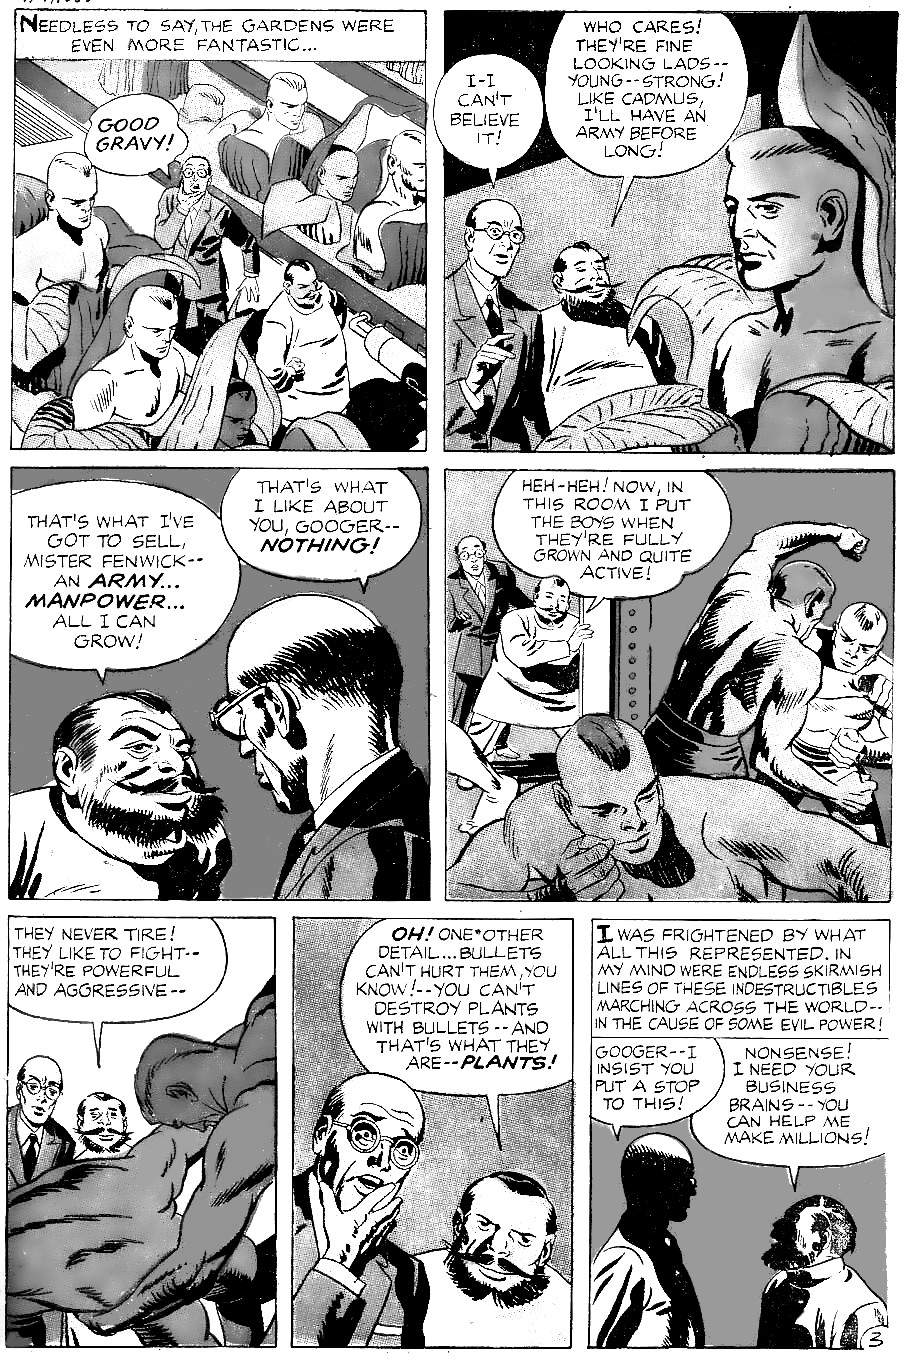 NEEDLESS TO SAY, THE GARDENS WERE
EVEN MORE FANTASTIC...
GOOD
GRAVY!
I-I
CAN'T
BELIEVE
IT!
WHO CARES!
THEY'RE FINE
LOOKING LADS--
YOUNG--STRONG!
LIKE CADMUS,
I'LL HAVE AN
ARMY BEFORE
LONG!
THAT'S WHAT I'VE
GOT TO SELL,
MISTER FENWICK--
AN ARMY...
MANPOWER...
ALL I CAN
GROW!
THAT'S WHAT
I LIKE ABOUT
YOU, GOOGER--
NOTHING!
HEH-HEH! NOW, IN
THIS ROOM I PUT
THE BOYS WHEN
THEY'RE FULLY
GROWN AND QUITE
ACTIVE!
THEY NEVER TIRE!
THEY LIKE TO FIGHT--
THEY'RE POWERFUL
AND AGGRESSIVE--
OH! ONE OTHER
DETAIL...BULLETS
CAN'T HURT THEM, YOU
KNOW!--YOU CAN'T
DESTROY PLANTS
WITH BULLETS--AND
THAT'S WHAT THEY
ARE--PLANTS!
I WAS FRIGHTENED BY WHAT
ALL THIS REPRESENTED. IN
MY MIND WERE ENDLESS SKIRMISH
LINES OF THESE INDESTRUCTIBLES
MARCHING ACROSS THE WORLD--
IN THE CAUSE OF SOME EVIL POWER!
GOOGER--I
INSIST YOU
PUT A STOP
TO THIS!
NONSENSE!
I NEED YOUR
BUSINESS
BRAINS--YOU
CAN HELP ME
MAKE MILLIONS!
3